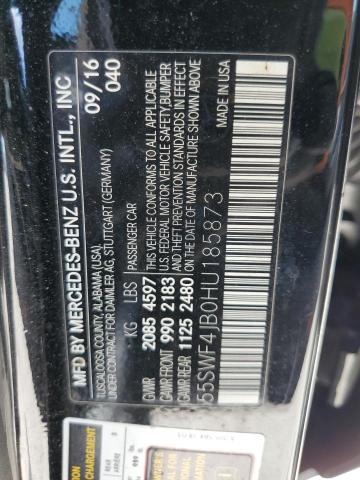 MFD BY MERCEDES-BENZ U.S. INTL., INC 09/16
TUSCALOOSA COUNTY, ALABAMA (USA) 040
UNDER CONTRACT FOR DAIMLER AG, STUTTGART (GERMANY)
KG LBS PASSENGER CAR
GVWR 2085 4597 THIS VEHICLE CONFORMS TO ALL APPLICABLE
GAWR FRONT 990 2183 U.S. FEDERAL MOTOR VEHICLE SAFETY, BUMPER
GAWR REAR 1125 2480 AND THEFT PREVENTION STANDARDS IN EFFECT
ON THE DATE OF MANUFACTURE SHOWN ABOVE
55SWF4JB0HU185873 MADE IN USA
REAR
ARRIÈRE
CHARGEMENT